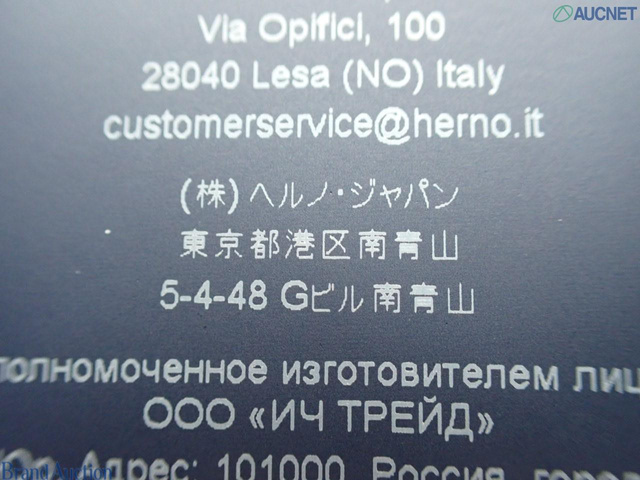 AUCNET
Via Opifici, 100
28040 Lesa (NO) Italy
customerservice@herno.it
(株)ヘルノ・ジャパン
東京都港区南青山
5-4-48 Gビル南青山
полномоченное изготовителем лиц
ООО «ИЧ ТРЕЙД»
Адрес: 101000, Россия, город
Brand Auction